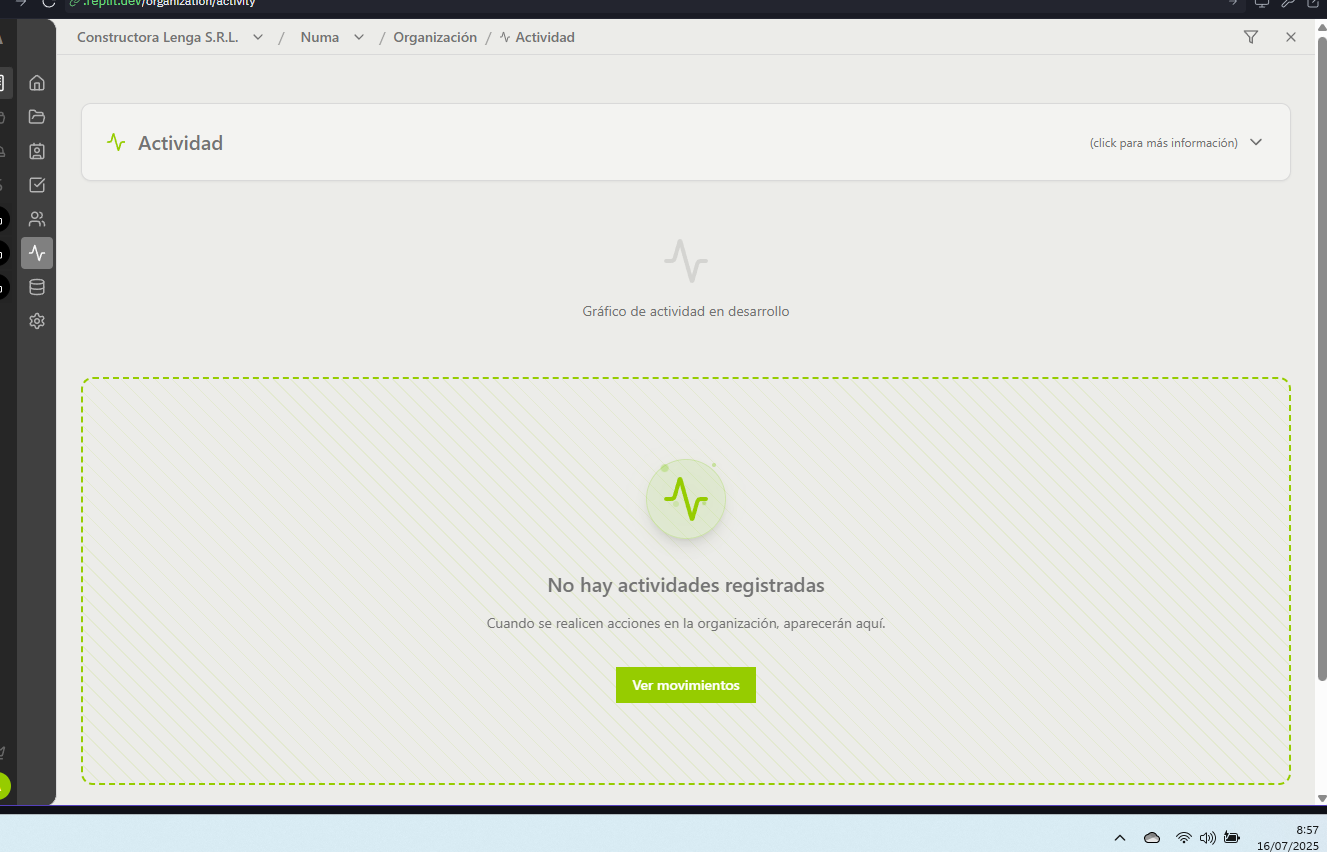 .replit.dev/organization/activity
Constructora Lenga S.R.L. / Numa / Organización / Actividad
Actividad
(click para más información)
Gráfico de actividad en desarrollo
No hay actividades registradas
Cuando se realicen acciones en la organización, aparecerán aquí.
Ver movimientos
8:57
16/07/2025